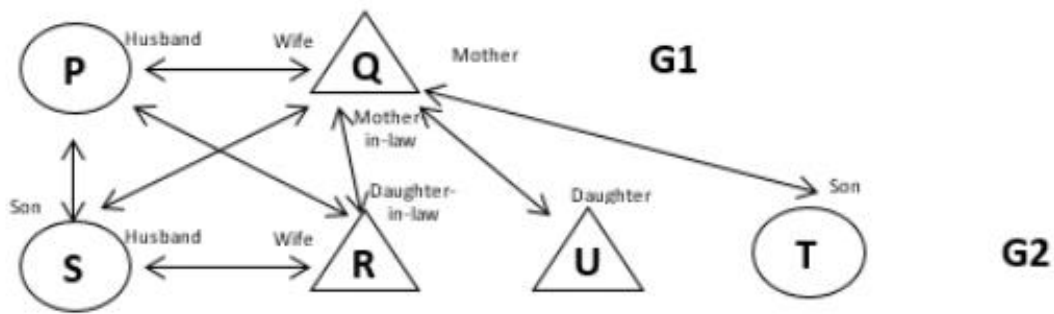 P
Husband
Wife
Q
Mother
G1
Mother
in-law
Son
Daughter-
in-law
Daughter
Son
S
Husband
Wife
R
U
T
G2